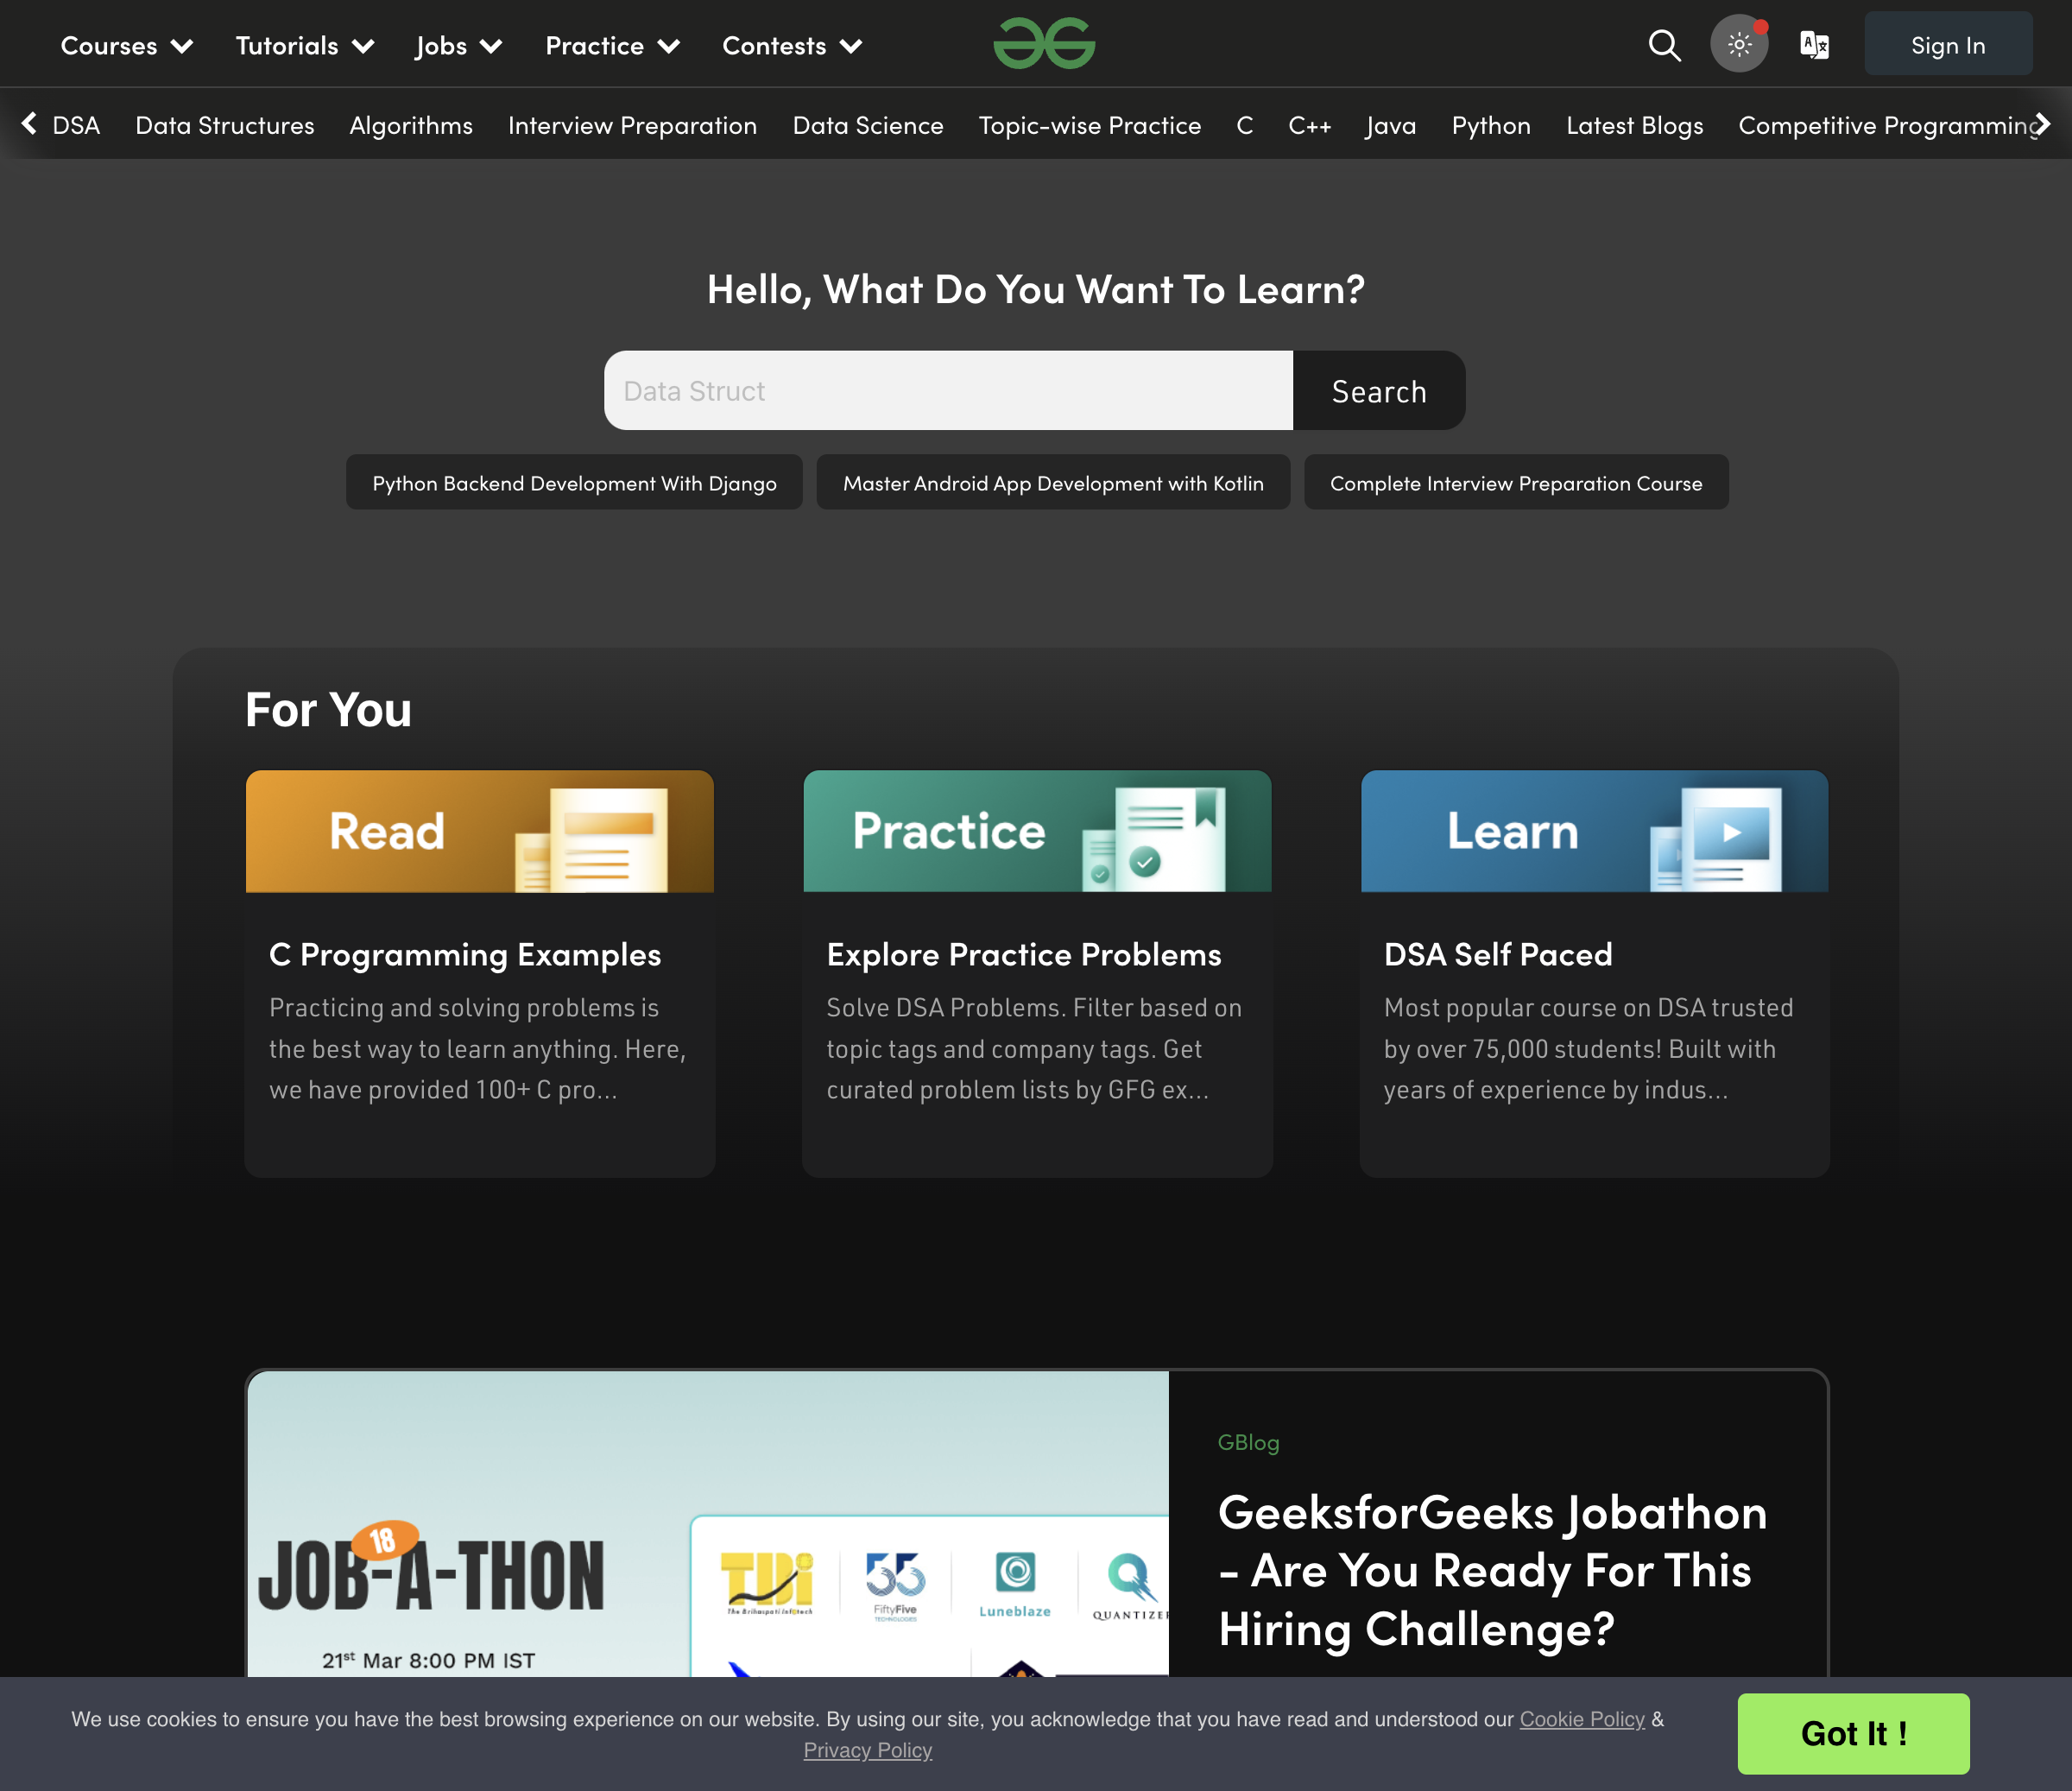 Courses Tutorials Jobs Practice Contests Sign In
DSA Data Structures Algorithms Interview Preparation Data Science Topic-wise Practice C C++ Java Python Latest Blogs Competitive Programming
Hello, What Do You Want To Learn?
Data Struct Search
Python Backend Development With Django Master Android App Development with Kotlin Complete Interview Preparation Course
For You
Read
C Programming Examples
Practicing and solving problems is
the best way to learn anything. Here,
we have provided 100+ C pro...
Practice
Explore Practice Problems
Solve DSA Problems. Filter based on
topic tags and company tags. Get
curated problem lists by GFG ex...
Learn
DSA Self Paced
Most popular course on DSA trusted
by over 75,000 students! Built with
years of experience by indus...
JOB-A-THON
18
21st Mar 8:00 PM IST
TBi
The Brihaspati Infotech
55
FiftyFive
TECHNOLOGIES
Luneblaze
QUANTIZER
GBlog
GeeksforGeeks Jobathon
- Are You Ready For This
Hiring Challenge?
We use cookies to ensure you have the best browsing experience on our website. By using our site, you acknowledge that you have read and understood our Cookie Policy &
Privacy Policy
Got It !